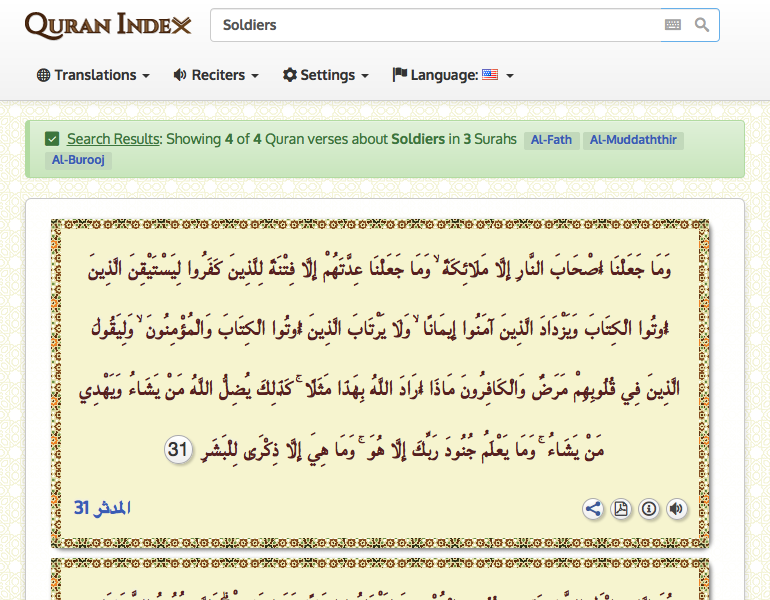 QURAN INDEX
Soldiers
Translations
Reciters
Settings
Language:
Search Results: Showing 4 of 4 Quran verses about Soldiers in 3 Surahs Al-Fath Al-Muddaththir
Al-Burooj
وَمَا جَعَلْنَا أَصْحَابَ النَّارِ إِلَّا مَلَائِكَةً ۙ وَمَا جَعَلْنَا عِدَّتَهُمْ إِلَّا فِتْنَةً لِلَّذِينَ كَفَرُوا لِيَسْتَيْقِنَ الَّذِينَ
أُوتُوا الْكِتَابَ وَيَزْدَادَ الَّذِينَ آمَنُوا إِيمَانًا ۙ وَلَا يَرْتَابَ الَّذِينَ أُوتُوا الْكِتَابَ وَالْمُؤْمِنُونَ ۙ وَلِيَقُولَ
الَّذِينَ فِي قُلُوبِهِمْ مَرَضٌ وَالْكَافِرُونَ مَاذَا أَرَادَ اللَّهُ بِهَٰذَا مَثَلًا ۚ كَذَٰلِكَ يُضِلُّ اللَّهُ مَنْ يَشَاءُ وَيَهْدِي
مَنْ يَشَاءُ ۚ وَمَا يَعْلَمُ جُنُودَ رَبِّكَ إِلَّا هُوَ ۚ وَمَا هِيَ إِلَّا ذِكْرَىٰ لِلْبَشَرِ 31
المدثر 31